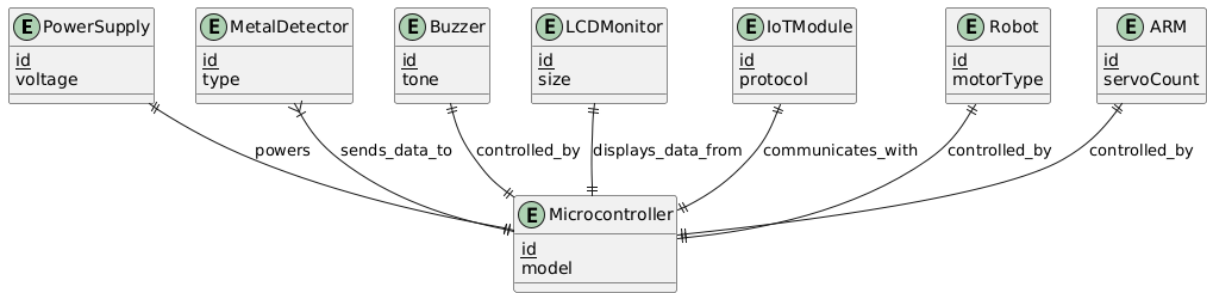 E PowerSupply
id
voltage
E MetalDetector
id
type
E Buzzer
id
tone
E LCDMonitor
id
size
E IoTModule
id
protocol
E Robot
id
motorType
E ARM
id
servoCount
powers
sends_data_to
controlled_by
displays_data_from
communicates_with
controlled_by
controlled_by
E Microcontroller
id
model